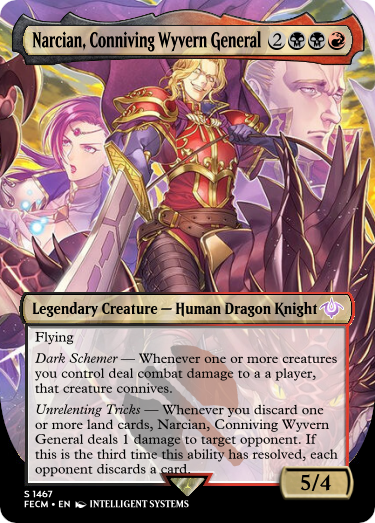 Narcian, Conniving Wyvern General 2
Legendary Creature — Human Dragon Knight
Flying
Dark Schemer — Whenever one or more creatures
you control deal combat damage to a a player,
that creature connives.
Unrelenting Tricks — Whenever you discard one
or more land cards, Narcian, Conniving Wyvern
General deals 1 damage to target opponent. If
this is the third time this ability has resolved, each
opponent discards a card.
5/4
S 1467
FECM • EN INTELLIGENT SYSTEMS